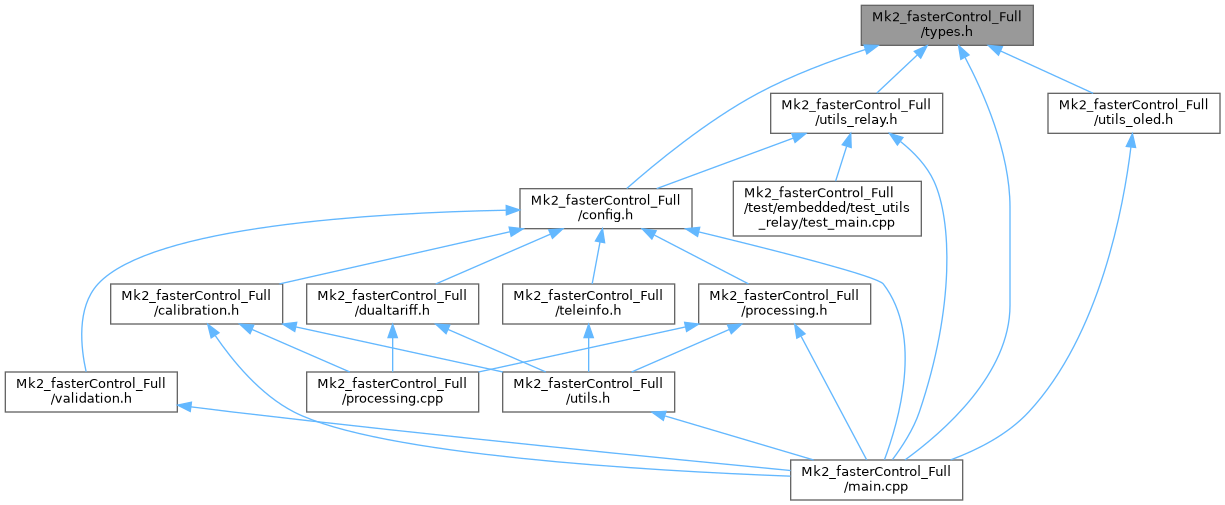 Mk2_fasterControl_Full
/types.h
Mk2_fasterControl_Full
/utils_relay.h
Mk2_fasterControl_Full
/utils_oled.h
Mk2_fasterControl_Full
/config.h
Mk2_fasterControl_Full
/test/embedded/test_utils
_relay/test_main.cpp
Mk2_fasterControl_Full
/calibration.h
Mk2_fasterControl_Full
/dualtariff.h
Mk2_fasterControl_Full
/teleinfo.h
Mk2_fasterControl_Full
/processing.h
Mk2_fasterControl_Full
/validation.h
Mk2_fasterControl_Full
/processing.cpp
Mk2_fasterControl_Full
/utils.h
Mk2_fasterControl_Full
/main.cpp